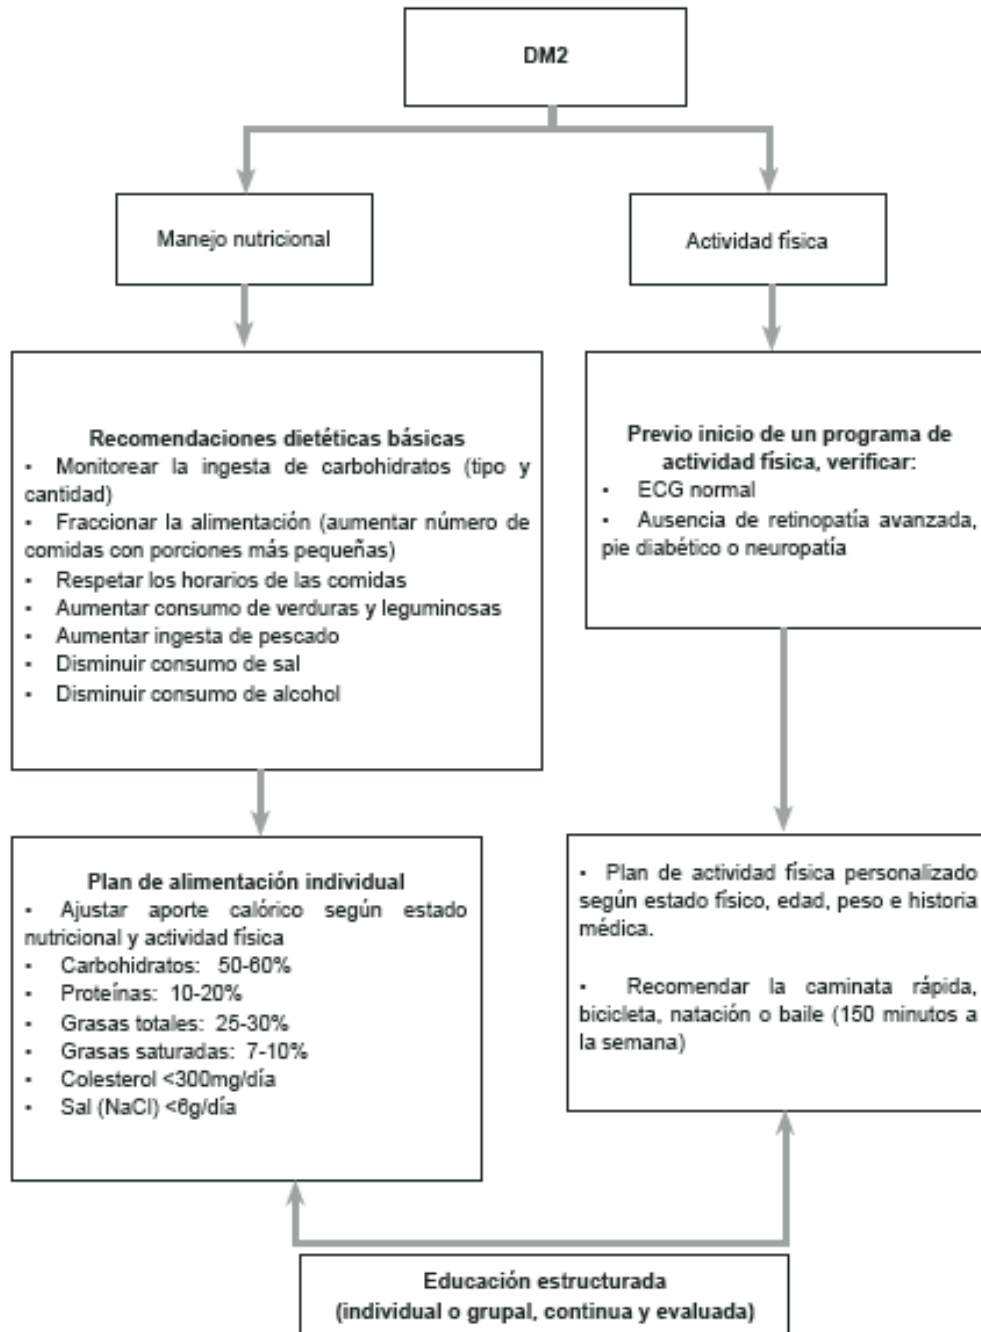 DM2
Manejo nutricional
Actividad física
Recomendaciones dietéticas básicas
• Monitorear la ingesta de carbohidratos (tipo y
cantidad)
• Fraccionar la alimentación (aumentar número de
comidas con porciones más pequeñas)
• Respetar los horarios de las comidas
• Aumentar consumo de verduras y leguminosas
• Aumentar ingesta de pescado
• Disminuir consumo de sal
• Disminuir consumo de alcohol
Previo inicio de un programa de
actividad física, verificar:
• ECG normal
• Ausencia de retinopatía avanzada,
pie diabético o neuropatía
Plan de alimentación individual
• Ajustar aporte calórico según estado
nutricional y actividad física
• Carbohidratos: 50-60%
• Proteínas: 10-20%
• Grasas totales: 25-30%
• Grasas saturadas: 7-10%
• Colesterol <300mg/día
• Sal (NaCl) <6g/día
• Plan de actividad física personalizado
según estado físico, edad, peso e historia
médica.
• Recomendar la caminata rápida,
bicicleta, natación o baile (150 minutos a
la semana)
Educación estructurada
(individual o grupal, continua y evaluada)